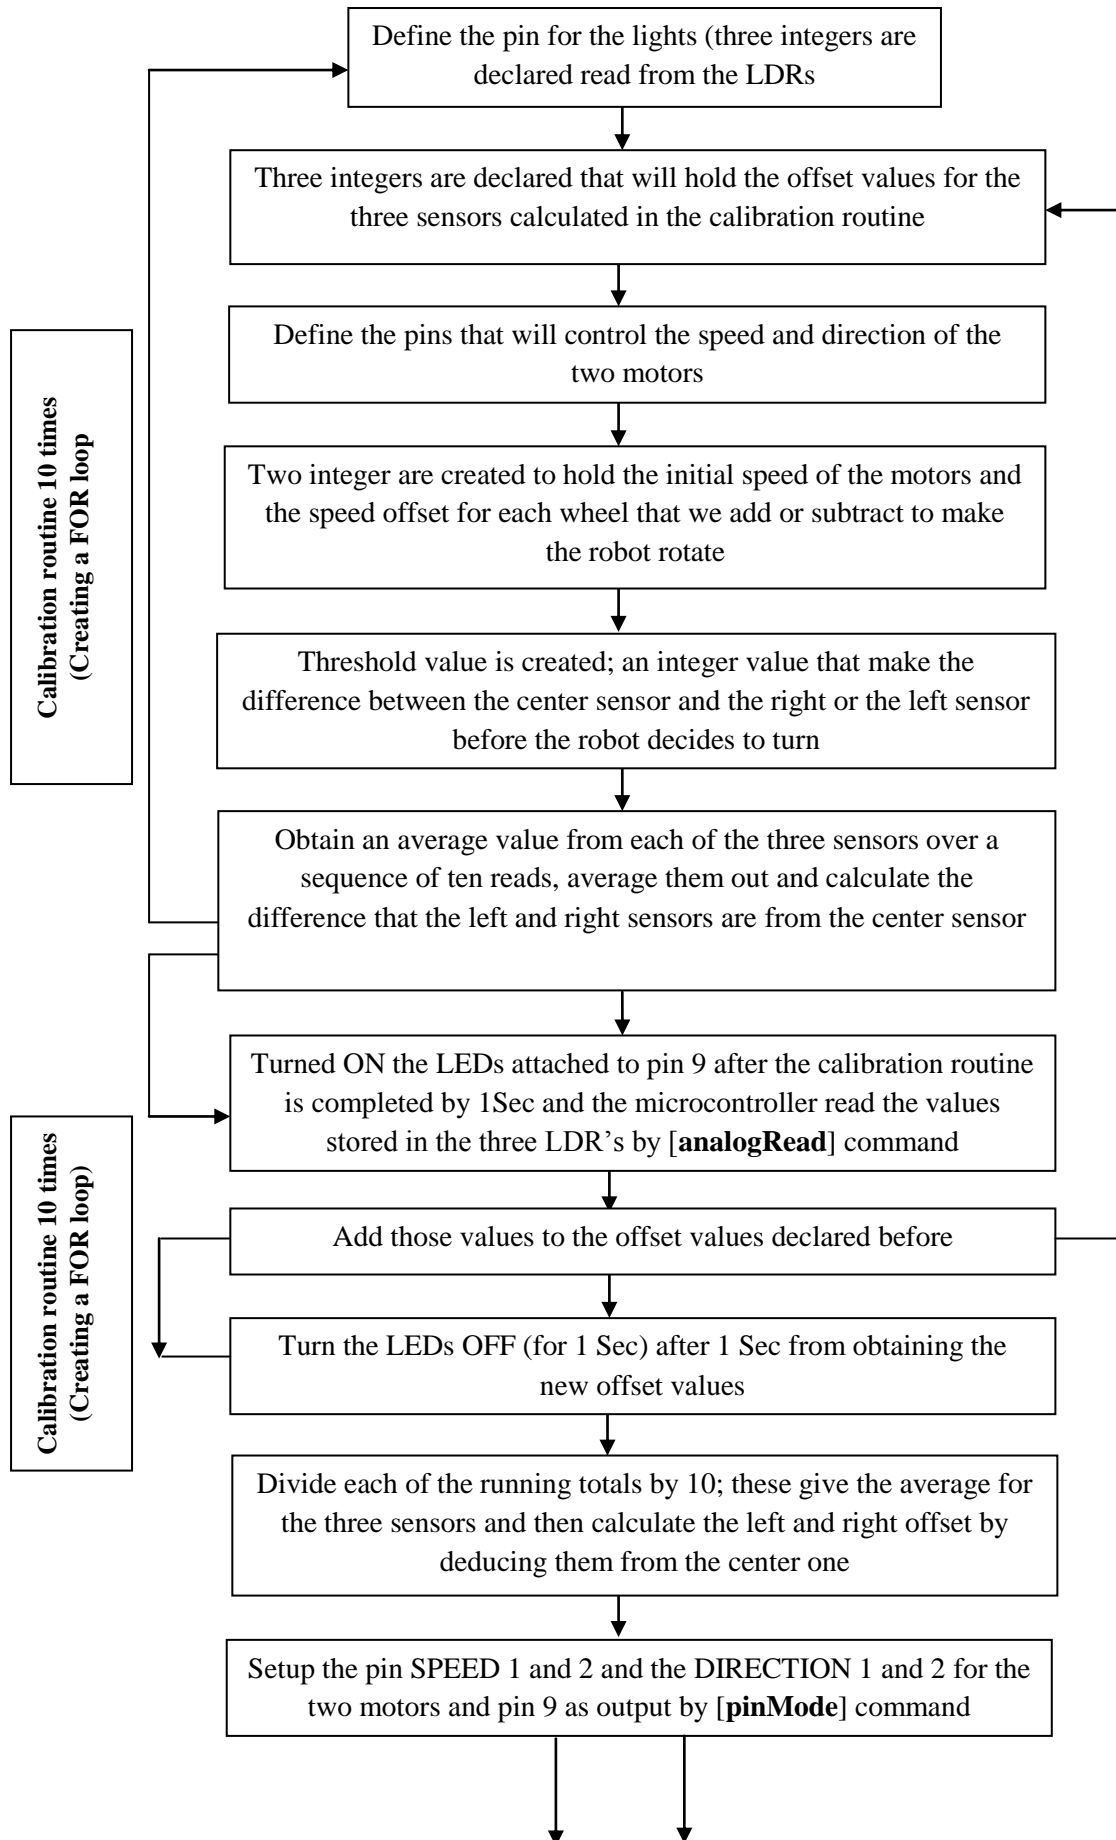 Define the pin for the lights (three integers are
declared read from the LDRs
Three integers are declared that will hold the offset values for the
three sensors calculated in the calibration routine
Define the pins that will control the speed and direction of the
two motors
Two integer are created to hold the initial speed of the motors and
the speed offset for each wheel that we add or subtract to make
the robot rotate
Calibration routine 10 times
(Creating a FOR loop
Threshold value is created; an integer value that make the
difference between the center sensor and the right or the left sensor
before the robot decides to turn
Obtain an average value from each of the three sensors over a
sequence of ten reads, average them out and calculate the
difference that the left and right sensors are from the center sensor
Turned ON the LEDs attached to pin 9 after the calibration routine
is completed by 1Sec and the microcontroller read the values
stored in the three LDR’s by [analogRead] command
Calibration routine 10 times
(Creating a FOR loop)
Add those values to the offset values declared before
Turn the LEDs OFF (for 1 Sec) after 1 Sec from obtaining the
new offset values
Divide each of the running totals by 10; these give the average for
the three sensors and then calculate the left and right offset by
deducing them from the center one
Setup the pin SPEED 1 and 2 and the DIRECTION 1 and 2 for the
two motors and pin 9 as output by [pinMode] command